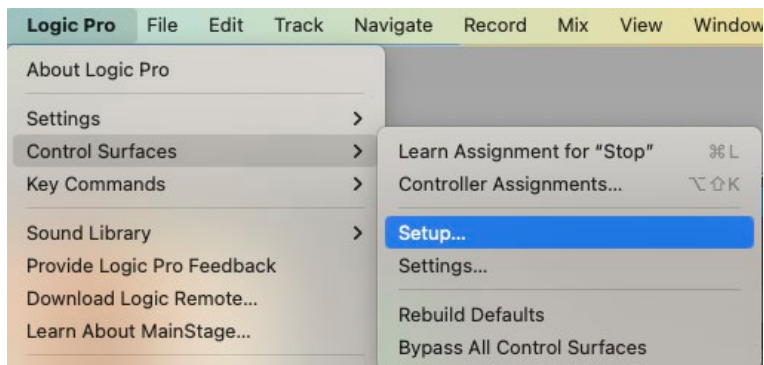 Logic Pro File Edit Track Navigate Record Mix View Window
About Logic Pro
Settings
Control Surfaces
Key Commands
Sound Library
Provide Logic Pro Feedback
Download Logic Remote...
Learn About MainStage...
Learn Assignment for “Stop” ⌘L
Controller Assignments... ⌥⇧K
Setup...
Settings...
Rebuild Defaults
Bypass All Control Surfaces